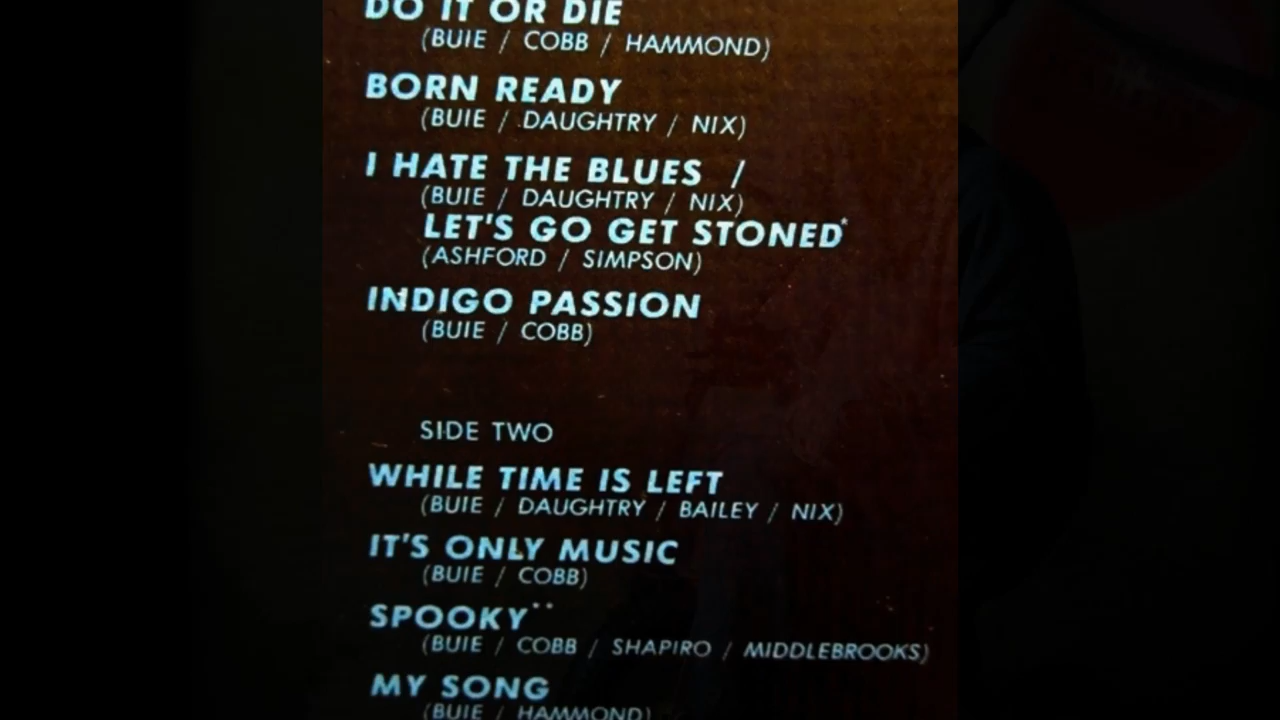 DO IT OR DIE
(BUIE / COBB / HAMMOND)
BORN READY
(BUIE / DAUGHTRY / NIX)
I HATE THE BLUES /
(BUIE / DAUGHTRY / NIX)
LET'S GO GET STONED*
(ASHFORD / SIMPSON)
INDIGO PASSION
(BUIE / COBB)
SIDE TWO
WHILE TIME IS LEFT
(BUIE / DAUGHTRY / BAILEY / NIX)
IT'S ONLY MUSIC
(BUIE / COBB)
SPOOKY**
(BUIE / COBB / SHAPIRO / MIDDLEBROOKS)
MY SONG
(BUIE / HAMMOND)